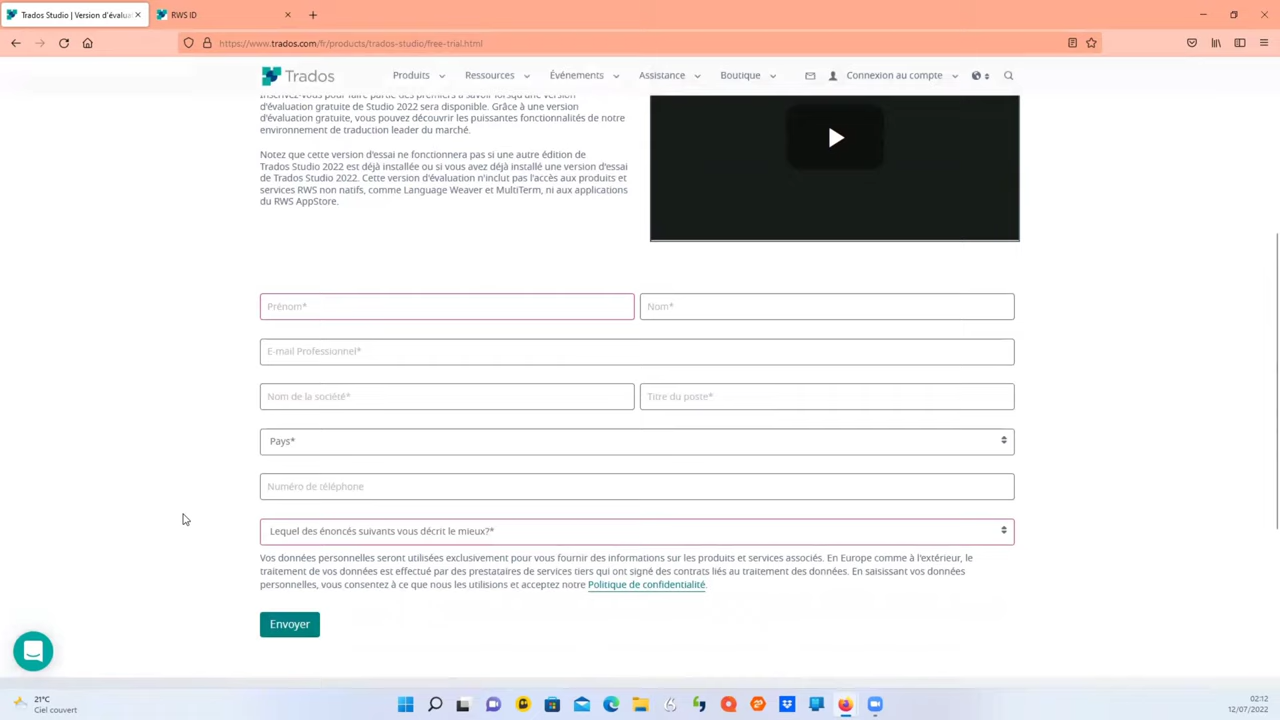 Trados Studio | Version d'évalua
RWS ID
https://www.trados.com/fr/products/trados-studio/free-trial.html
Trados
Produits
Ressources
Événements
Assistance
Boutique
Connexion au compte
Inscrivez-vous pour faire partie des premiers à savoir lorsqu'une version
d'évaluation gratuite de Studio 2022 sera disponible. Grâce à une version
d'évaluation gratuite, vous pouvez découvrir les puissantes fonctionnalités de notre
environnement de traduction leader du marché.
Notez que cette version d'essai ne fonctionnera pas si une autre édition de
Trados Studio 2022 est déjà installée ou si vous avez déjà installé une version d'essai
de Trados Studio 2022. Cette version d'évaluation n'inclut pas l'accès aux produits et
services RWS non natifs, comme Language Weaver et MultiTerm, ni aux applications
du RWS AppStore.
Prénom*
Nom*
E-mail Professionnel*
Nom de la société*
Titre du poste*
Pays*
Numéro de téléphone
Lequel des énoncés suivants vous décrit le mieux?*
Vos données personnelles seront utilisées exclusivement pour vous fournir des informations sur les produits et services associés. En Europe comme à l'extérieur, le
traitement de vos données est effectué par des prestataires de services tiers qui ont signé des contrats liés au traitement des données. En saisissant vos données
personnelles, vous consentez à ce que nous les utilisions et acceptez notre Politique de confidentialité.
Envoyer
21°C
Ciel couvert
02:12
12/07/2022